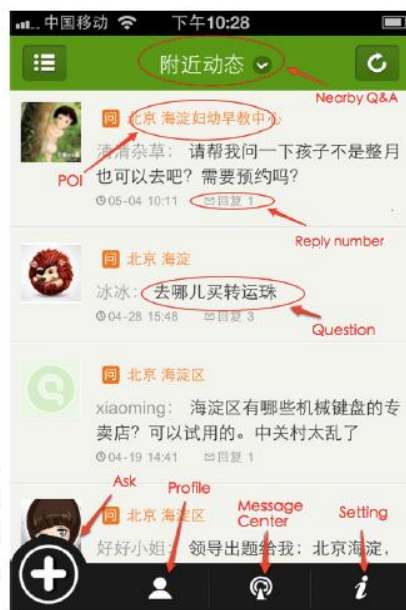 中国移动 下午10:28
附近动态
Nearby Q&A
问 北京 海淀妇幼早教中心
清清杂草: 请帮我问一下孩子不是整月
也可以去吧? 需要预约吗?
POI
05-04 10:11 回复 1
Reply number
问 北京 海淀
冰冰: 去哪儿买转运珠
04-28 15:48 回复 3
Question
问 北京 海淀区
xiaoming: 海淀区有哪些机械键盘的专
卖店? 可以试用的。中关村太乱了
04-19 14:41 回复 1
Ask
Profile
Message
Center
Setting
问 北京 海淀区
好好小姐: 领导出题给我: 北京海淀,